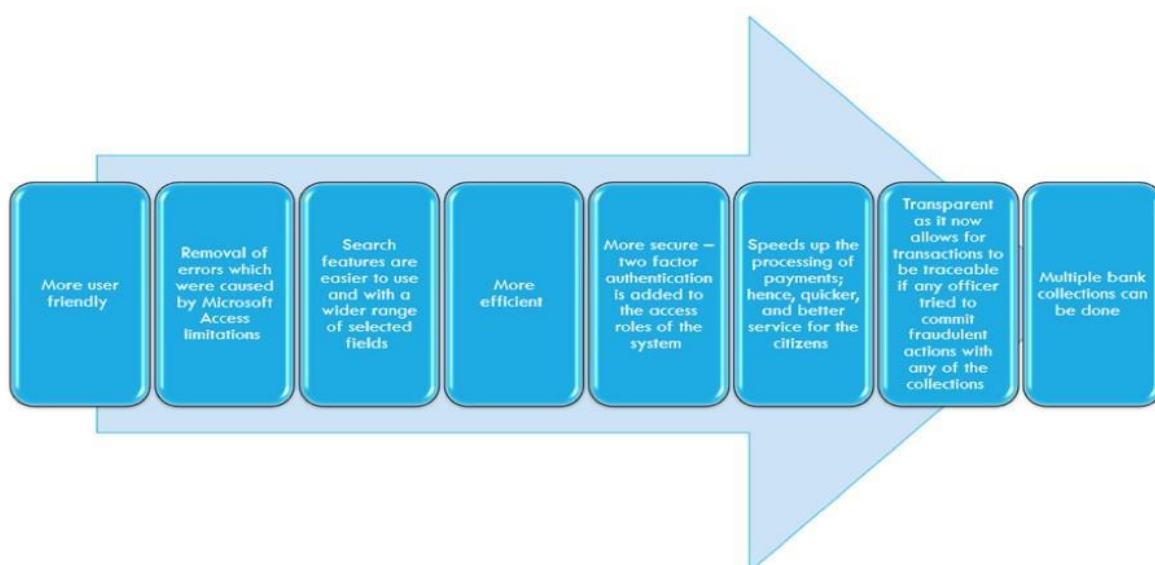 More user
friendly
Removal of
errors which
were caused by
Microsoft
Access
limitations
Search
features are
easier to use
and with a
wider range
of selected
fields
More
efficient
More secure –
two factor
authentication
is added to
the access
roles of the
system
Speeds up the
processing of
payments;
hence, quicker,
and better
service for the
citizens
Transparent
as it now
allows for
transactions to
be traceable
if any officer
tried to
commit
fraudulent
actions with
any of the
collections
Multiple bank
collections can
be done